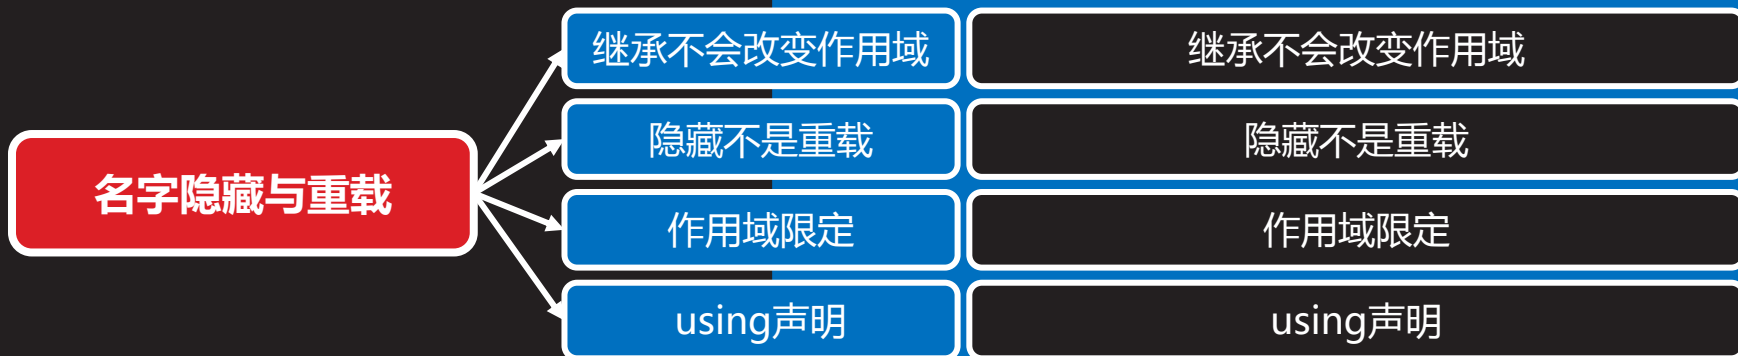 名字隐藏与重载
继承不会改变作用域
继承不会改变作用域
隐藏不是重载
隐藏不是重载
作用域限定
作用域限定
using声明
using声明